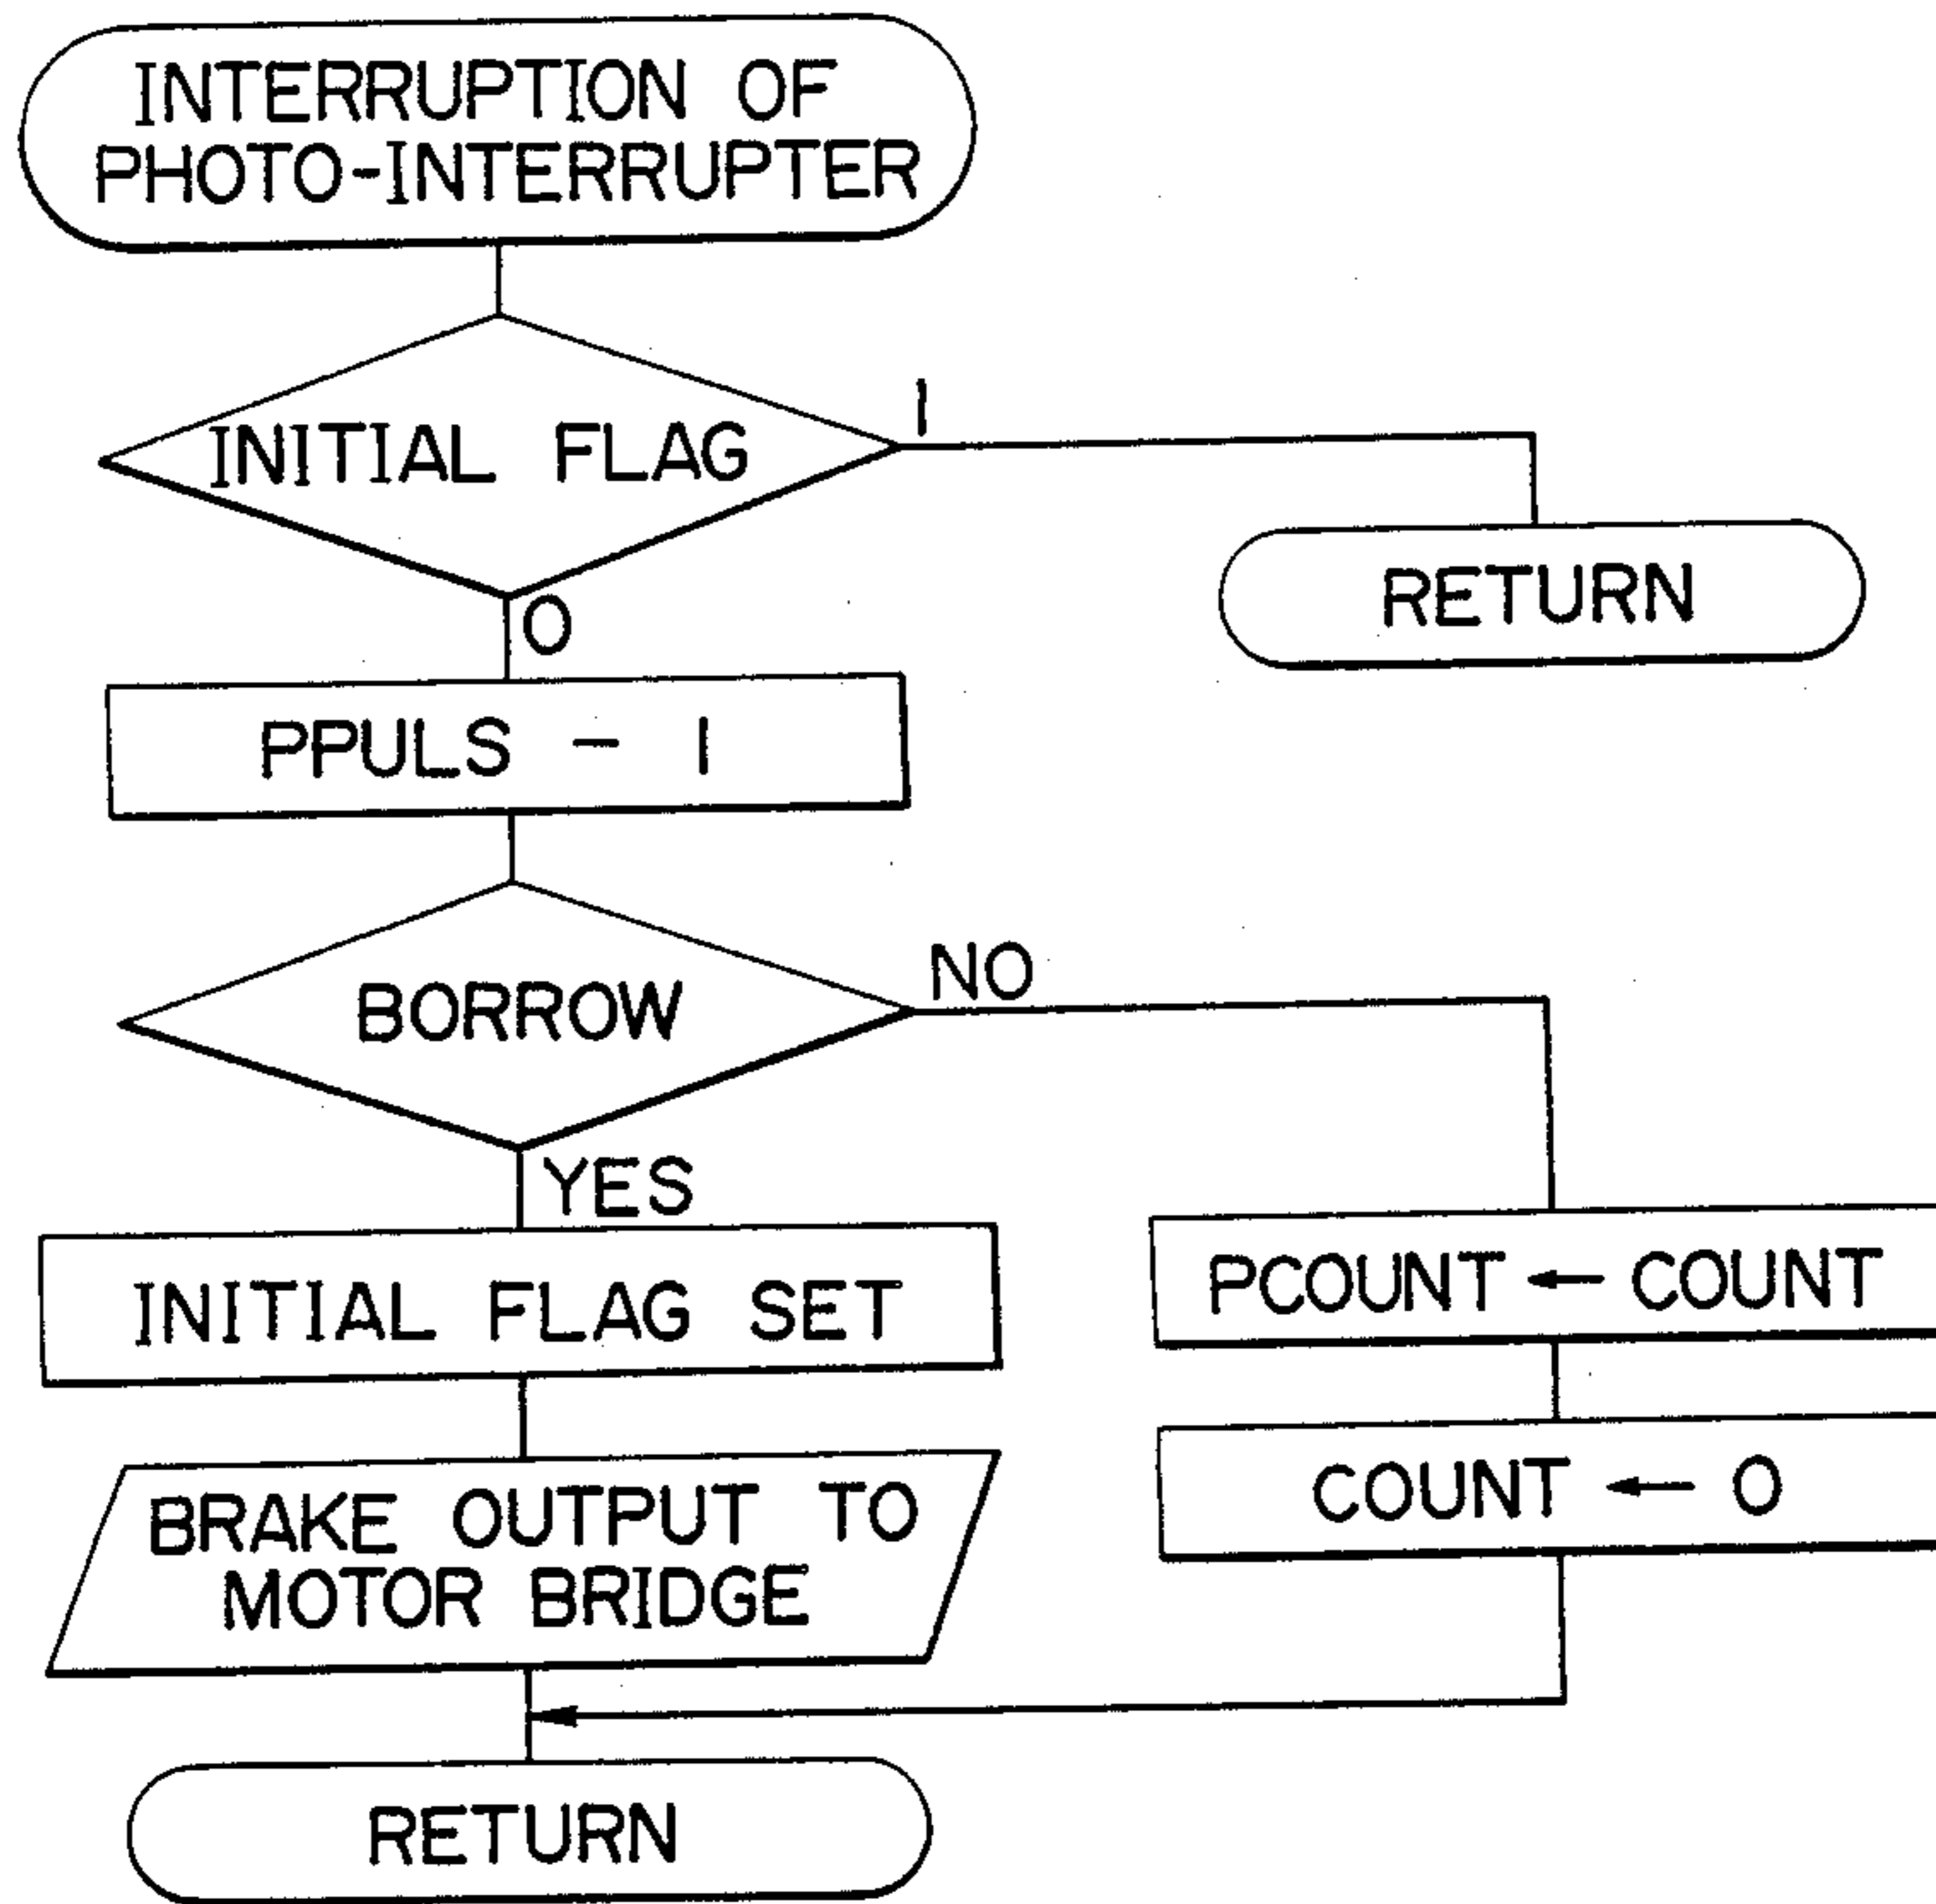 INTERRUPTION OF
PHOTO-INTERRUPTER
INITIAL FLAG
1
RETURN
0
PPULS - 1
BORROW
NO
YES
INITIAL FLAG SET
PCOUNT ← COUNT
COUNT ← 0
BRAKE OUTPUT TO
MOTOR BRIDGE
RETURN